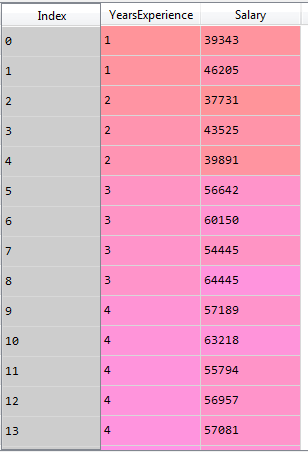 Index YearsExperience Salary
0 1 39343
1 1 46205
2 2 37731
3 2 43525
4 2 39891
5 3 56642
6 3 60150
7 3 54445
8 3 64445
9 4 57189
10 4 63218
11 4 55794
12 4 56957
13 4 57081